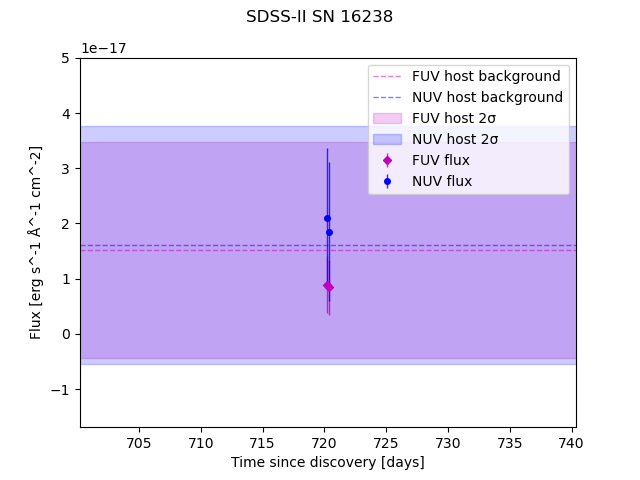 SDSS-II SN 16238
1e−17
FUV host background
NUV host background
FUV host 2σ
NUV host 2σ
FUV flux
NUV flux
5
4
3
2
1
0
−1
Flux [erg s^-1 Å^-1 cm^-2]
705 710 715 720 725 730 735 740
Time since discovery [days]